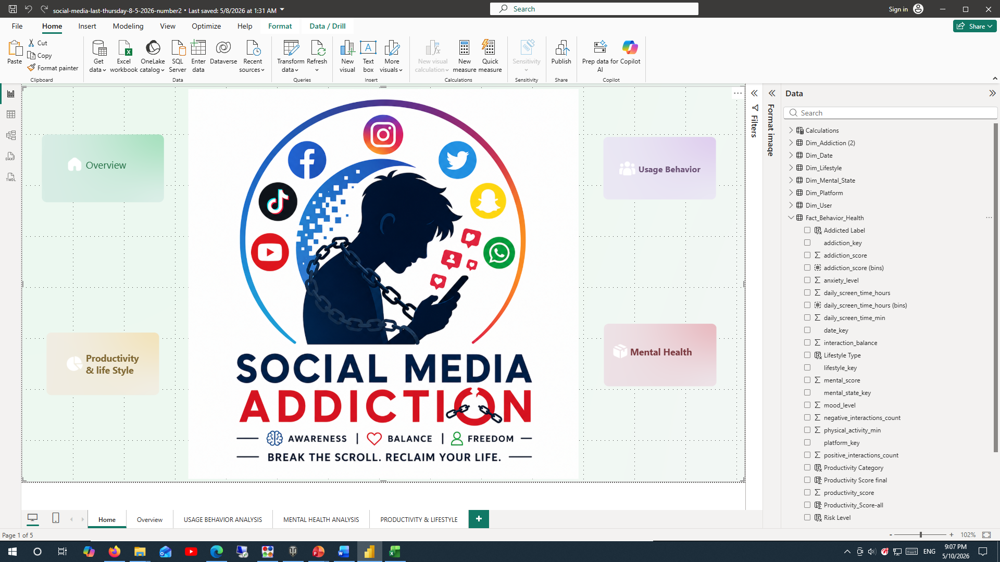 social-media-last-thursday-8-5-2026-number2 • Last saved: 5/8/2026 at 1:31 AM
Search
Sign in
File
Home
Insert
Modeling
View
Optimize
Help
Format
Data / Drill
Share
Paste
Cut
Copy
Format painter
Clipboard
Get
data
Excel
workbook
OneLake
catalog
SQL
Server
Enter
data
Dataverse
Recent
sources
Data
Transform
data
Refresh
Queries
New
visual
Text
box
More
visuals
Insert
New visual
calculation
New
measure
Quick
measure
Calculations
Sensitivity
Sensitivity
Publish
Share
Prep data for
AI
Copilot
Copilot
DAX
TMDL
Overview
Productivity
& life Style
Usage Behavior
Mental Health
SOCIAL MEDIA
ADDICTION
AWARENESS | BALANCE | FREEDOM
BREAK THE SCROLL. RECLAIM YOUR LIFE.
Filters
Format image
Data
Search
Calculations
Dim_Addiction (2)
Dim_Date
Dim_Lifestyle
Dim_Mental_State
Dim_Platform
Dim_User
Fact_Behavior_Health
Addicted Label
addiction_key
addiction_score
addiction_score (bins)
anxiety_level
daily_screen_time_hours
daily_screen_time_hours (bins)
daily_screen_time_min
date_key
interaction_balance
Lifestyle Type
lifestyle_key
mental_score
mental_state_key
mood_level
negative_interactions_count
physical_activity_min
platform_key
positive_interactions_count
Productivity Category
Productivity Score final
productivity_score
Productivity_Score-all
Risk Level
Home
Overview
USAGE BEHAVIOR ANALYSIS
MENTAL HEALTH ANALYSIS
PRODUCTIVITY & LIFESTYLE
Page 1 of 5
102%
ENG
9:07 PM
5/10/2026